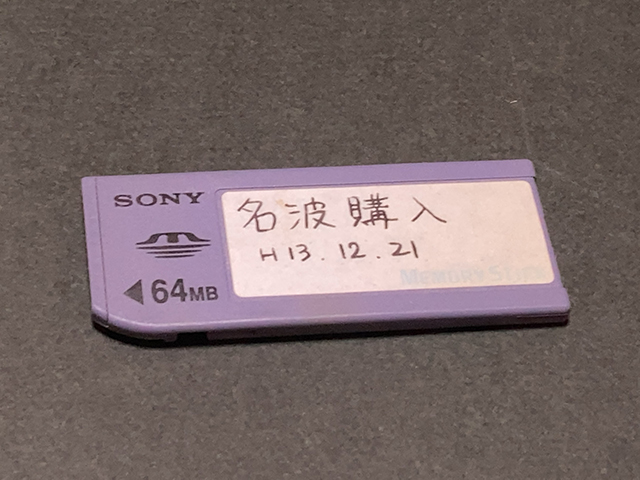 SONY
名波購入
H13.12.21
64MB
MEMORY STICK